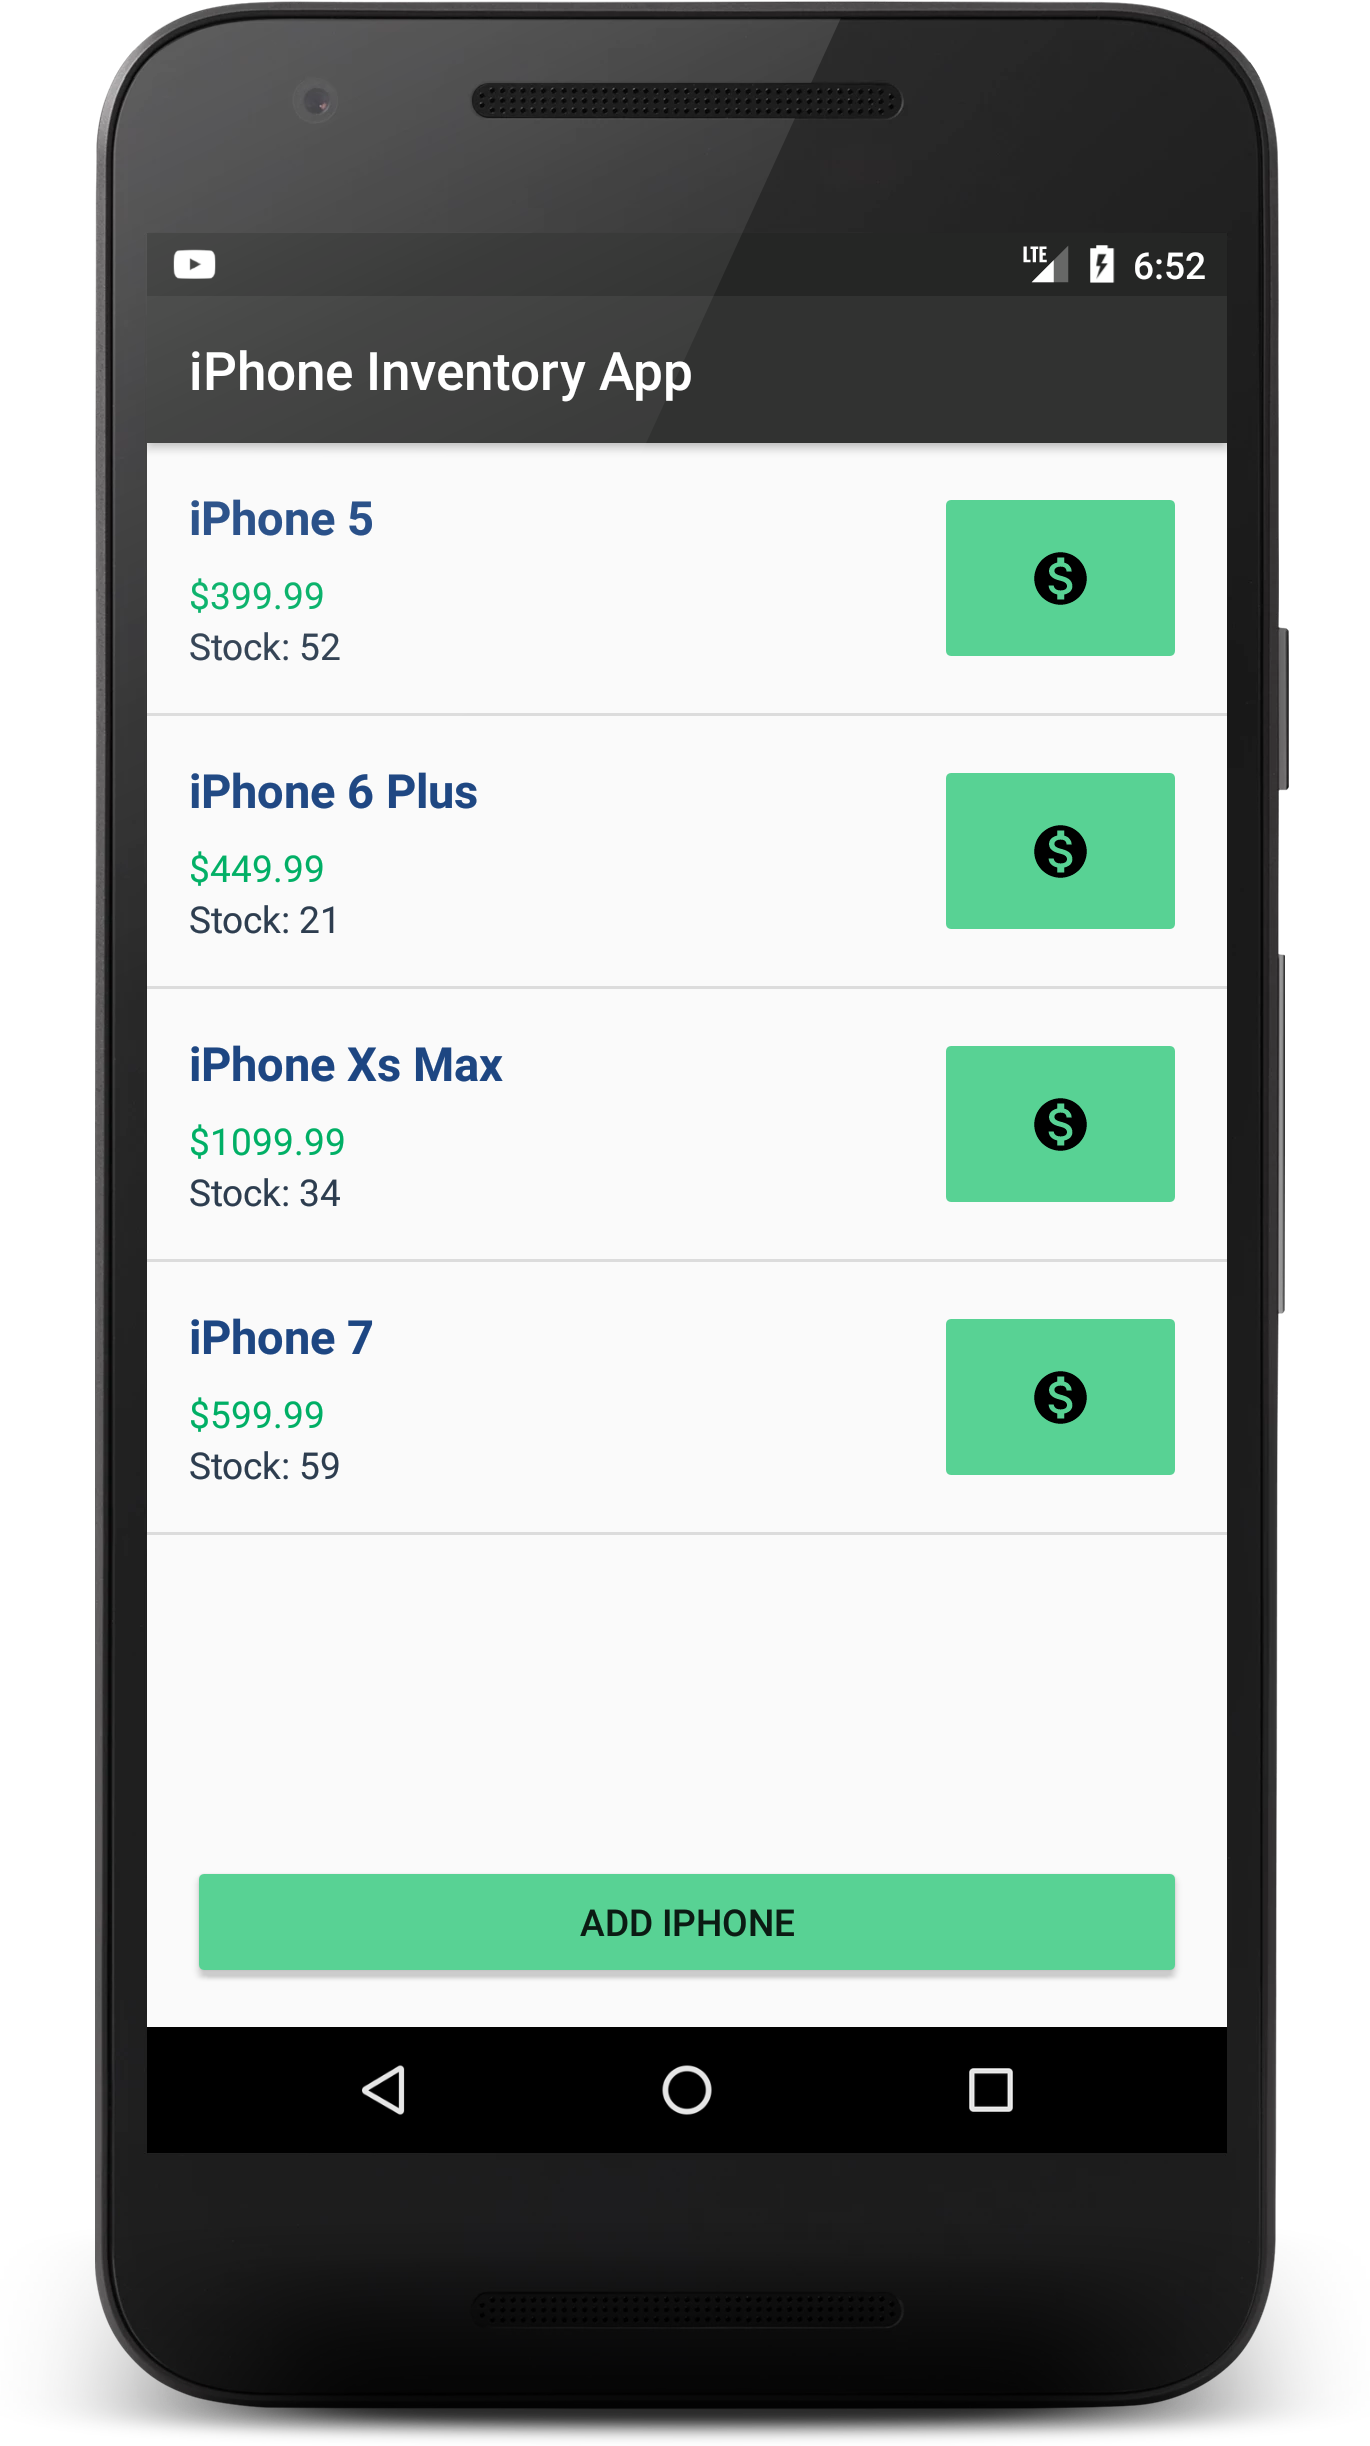 LTE 6:52
iPhone Inventory App
iPhone 5
$399.99
Stock: 52
iPhone 6 Plus
$449.99
Stock: 21
iPhone Xs Max
$1099.99
Stock: 34
iPhone 7
$599.99
Stock: 59
ADD IPHONE